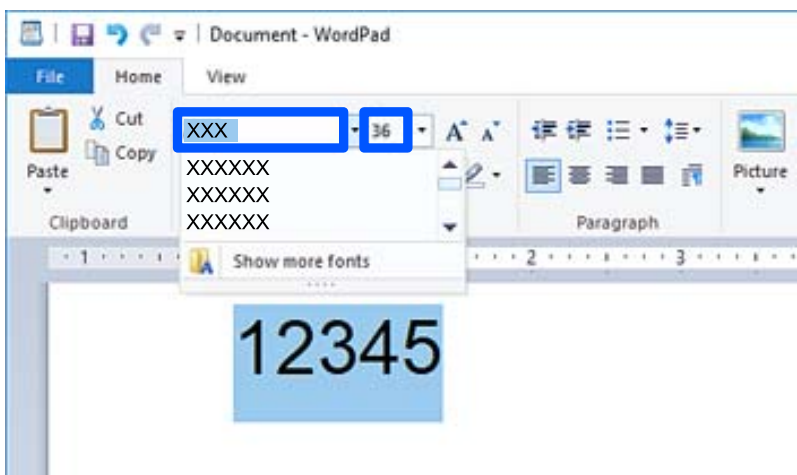 Document - WordPad
File Home View
Cut
XXX 36 A A
Copy
Paste
XXXXXX
XXXXXX
XXXXXX
Picture
Clipboard Paragraph
Show more fonts
1 2 3
12345